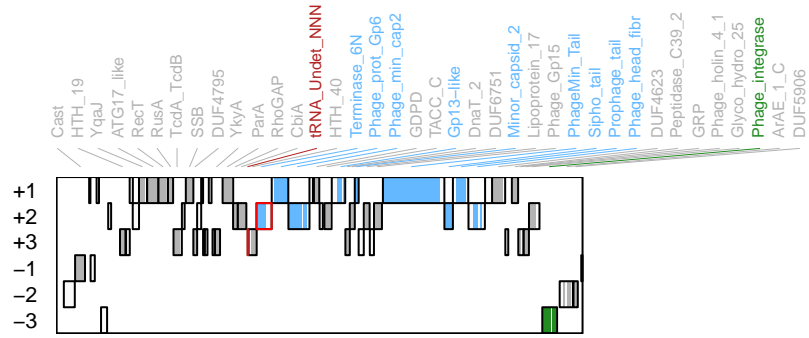 Cast
HTH_19
YqaJ
ATG17_like
RecT
RusA
TcdA_TcdB
SSB
DUF4795
YkyA
ParA
RhoGAP
CbiA
tRNA_Undet_NNN
HTH_40
Terminase_6N
Phage_prot_Gp6
Phage_min_cap2
GDPD
TACC_C
Gp13-like
DnaT_2
DUF6751
Minor_capsid_2
Lipoprotein_17
Phage_Gp15
PhageMin_Tail
Sipho_tail
Prophage_tail
Phage_head_fibr
DUF4623
Peptidase_C39_2
GRP
Phage_holin_4_1
Glyco_hydro_25
Phage_integrase
ArAE_1_C
DUF5906
+1
+2
+3
−1
−2
−3